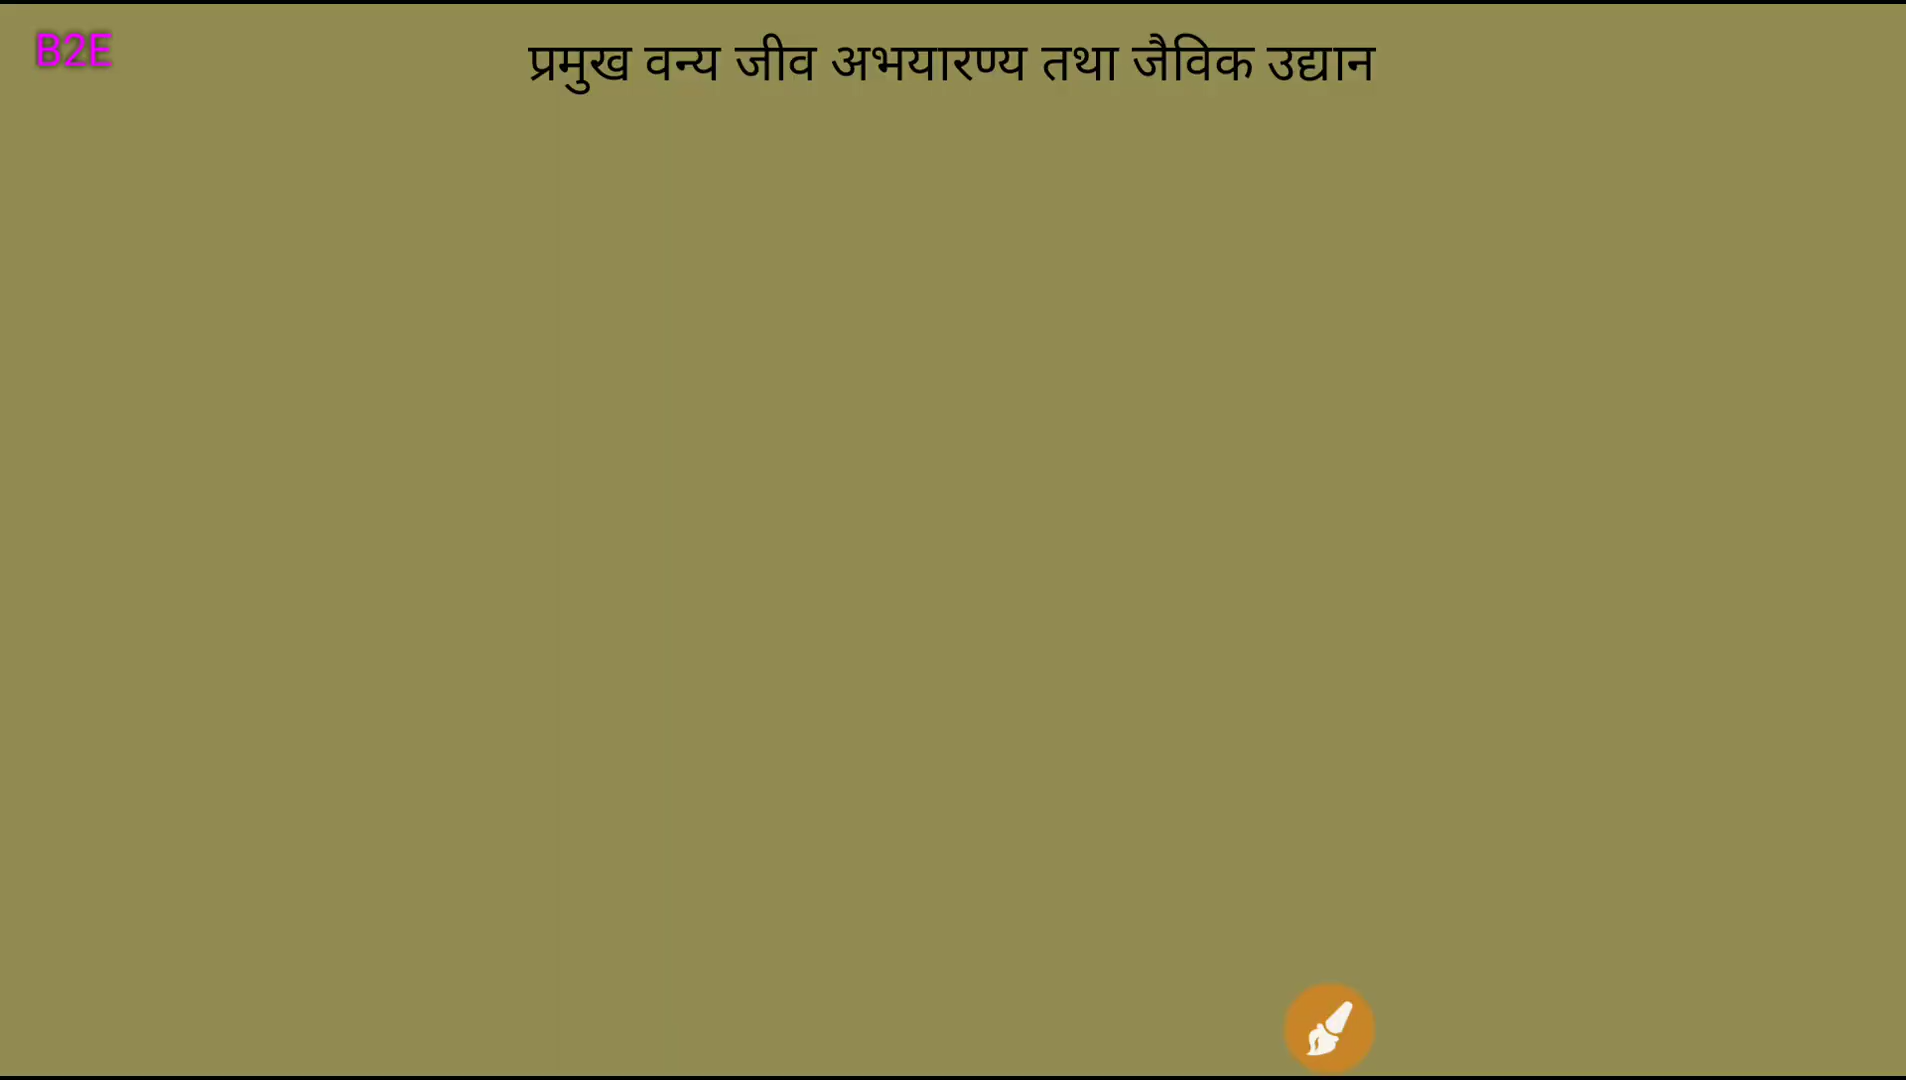 B2E
प्रमुख वन्य जीव अभयारण्य तथा जैविक उद्यान